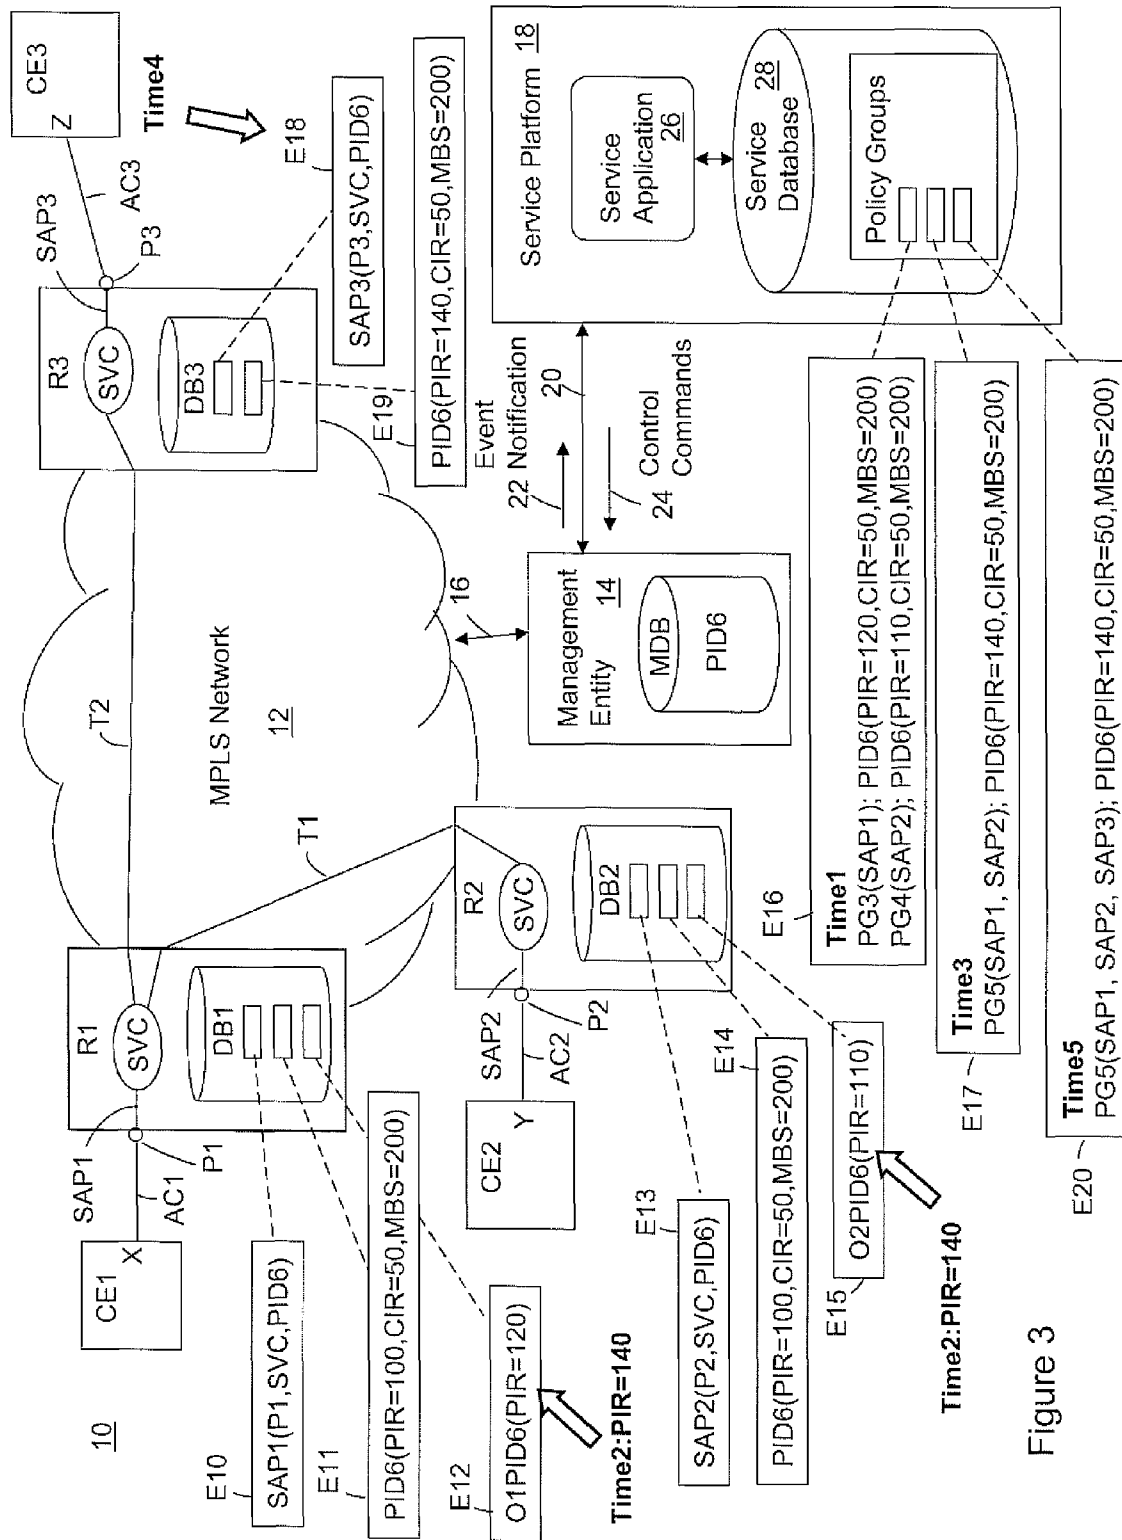 10
CE1
X
AC1
SAP1
P1
R1
SVC
DB1
E10
SAP1(P1,SVC,PID6)
E11
PID6(PIR=100,CIR=50,MBS=200)
E12
O1PID6(PIR=120)
Time2:PIR=140
MPLS Network
12
T2
T1
R3
SVC
DB3
SAP3
P3
AC3
CE3
Z
Time4
E18
SAP3(P3,SVC,PID6)
E19
PID6(PIR=140,CIR=50,MBS=200)
CE2
Y
AC2
SAP2
P2
R2
SVC
DB2
E13
SAP2(P2,SVC,PID6)
E14
PID6(PIR=100,CIR=50,MBS=200)
E15
O2PID6(PIR=110)
Time2:PIR=140
16
Management
Entity
14
MDB
PID6
Event
22 Notification
20
24
Control
Commands
Service Platform 18
Service
Application
26
Service
Database
28
Policy Groups
E16
Time1
PG3(SAP1); PID6(PIR=120,CIR=50,MBS=200)
PG4(SAP2); PID6(PIR=110,CIR=50,MBS=200)
E17
Time3
PG5(SAP1, SAP2); PID6(PIR=140,CIR=50,MBS=200)
E20
Time5
PG5(SAP1, SAP2, SAP3); PID6(PIR=140,CIR=50,MBS=200)
Figure 3